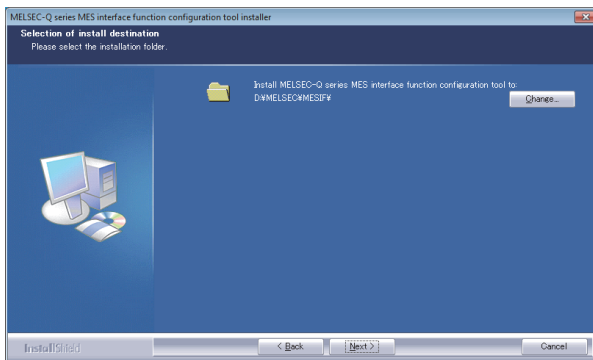 MELSEC-Q series MES interface function configuration tool installer
Selection of install destination
Please select the installation folder.
Install MELSEC-Q series MES interface function configuration tool to:
D:¥MELSEC¥MESIF¥
Change...
InstallShield
< Back
Next >
Cancel